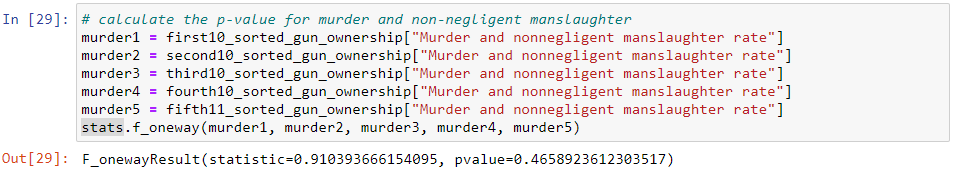 In [29]: # calculate the p-value for murder and non-negligent manslaughter
murder1 = first10_sorted_gun_ownership["Murder and nonnegligent manslaughter rate"]
murder2 = second10_sorted_gun_ownership["Murder and nonnegligent manslaughter rate"]
murder3 = third10_sorted_gun_ownership["Murder and nonnegligent manslaughter rate"]
murder4 = fourth10_sorted_gun_ownership["Murder and nonnegligent manslaughter rate"]
murder5 = fifth11_sorted_gun_ownership["Murder and nonnegligent manslaughter rate"]
stats.f_oneway(murder1, murder2, murder3, murder4, murder5)
Out[29]: F_onewayResult(statistic=0.910393666154095, pvalue=0.4658923612303517)